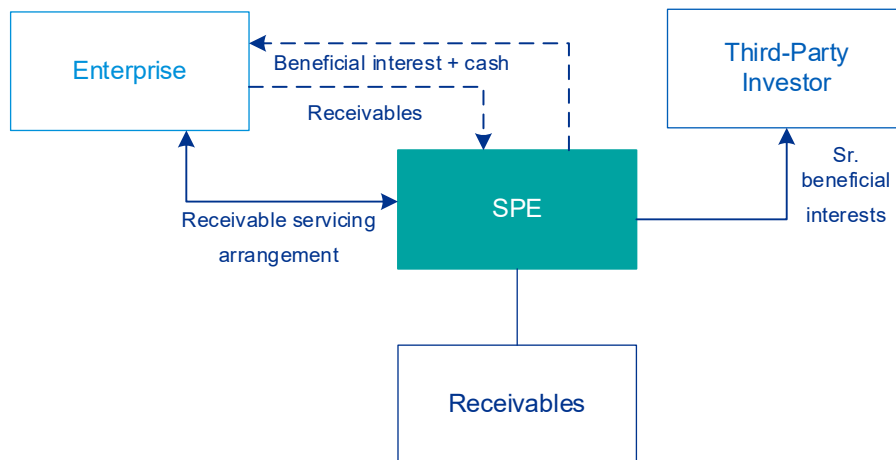 Enterprise
Beneficial interest + cash
Receivables
Third-Party
Investor
Receivable servicing
arrangement
SPE
Sr.
beneficial
interests
Receivables